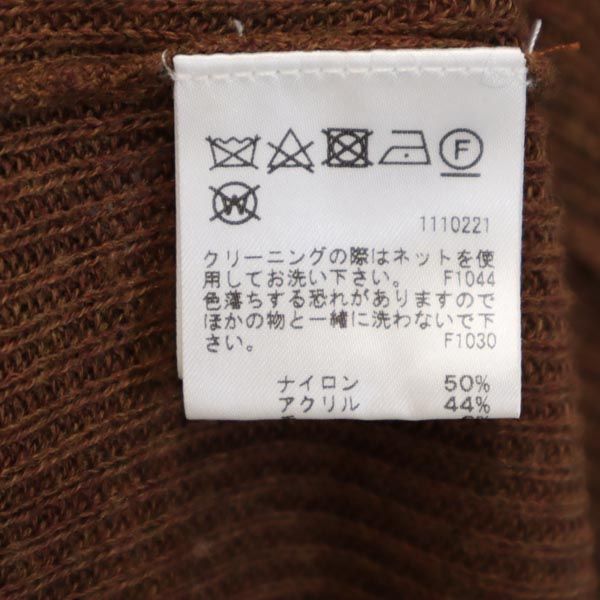 F
W
1110221
クリーニングの際はネットを使
用してお洗い下さい。 F1044
色落ちする恐れがありますので
ほかの物と一緒に洗わないで下
さい。 F1030
ナイロン 50%
アクリル 44%